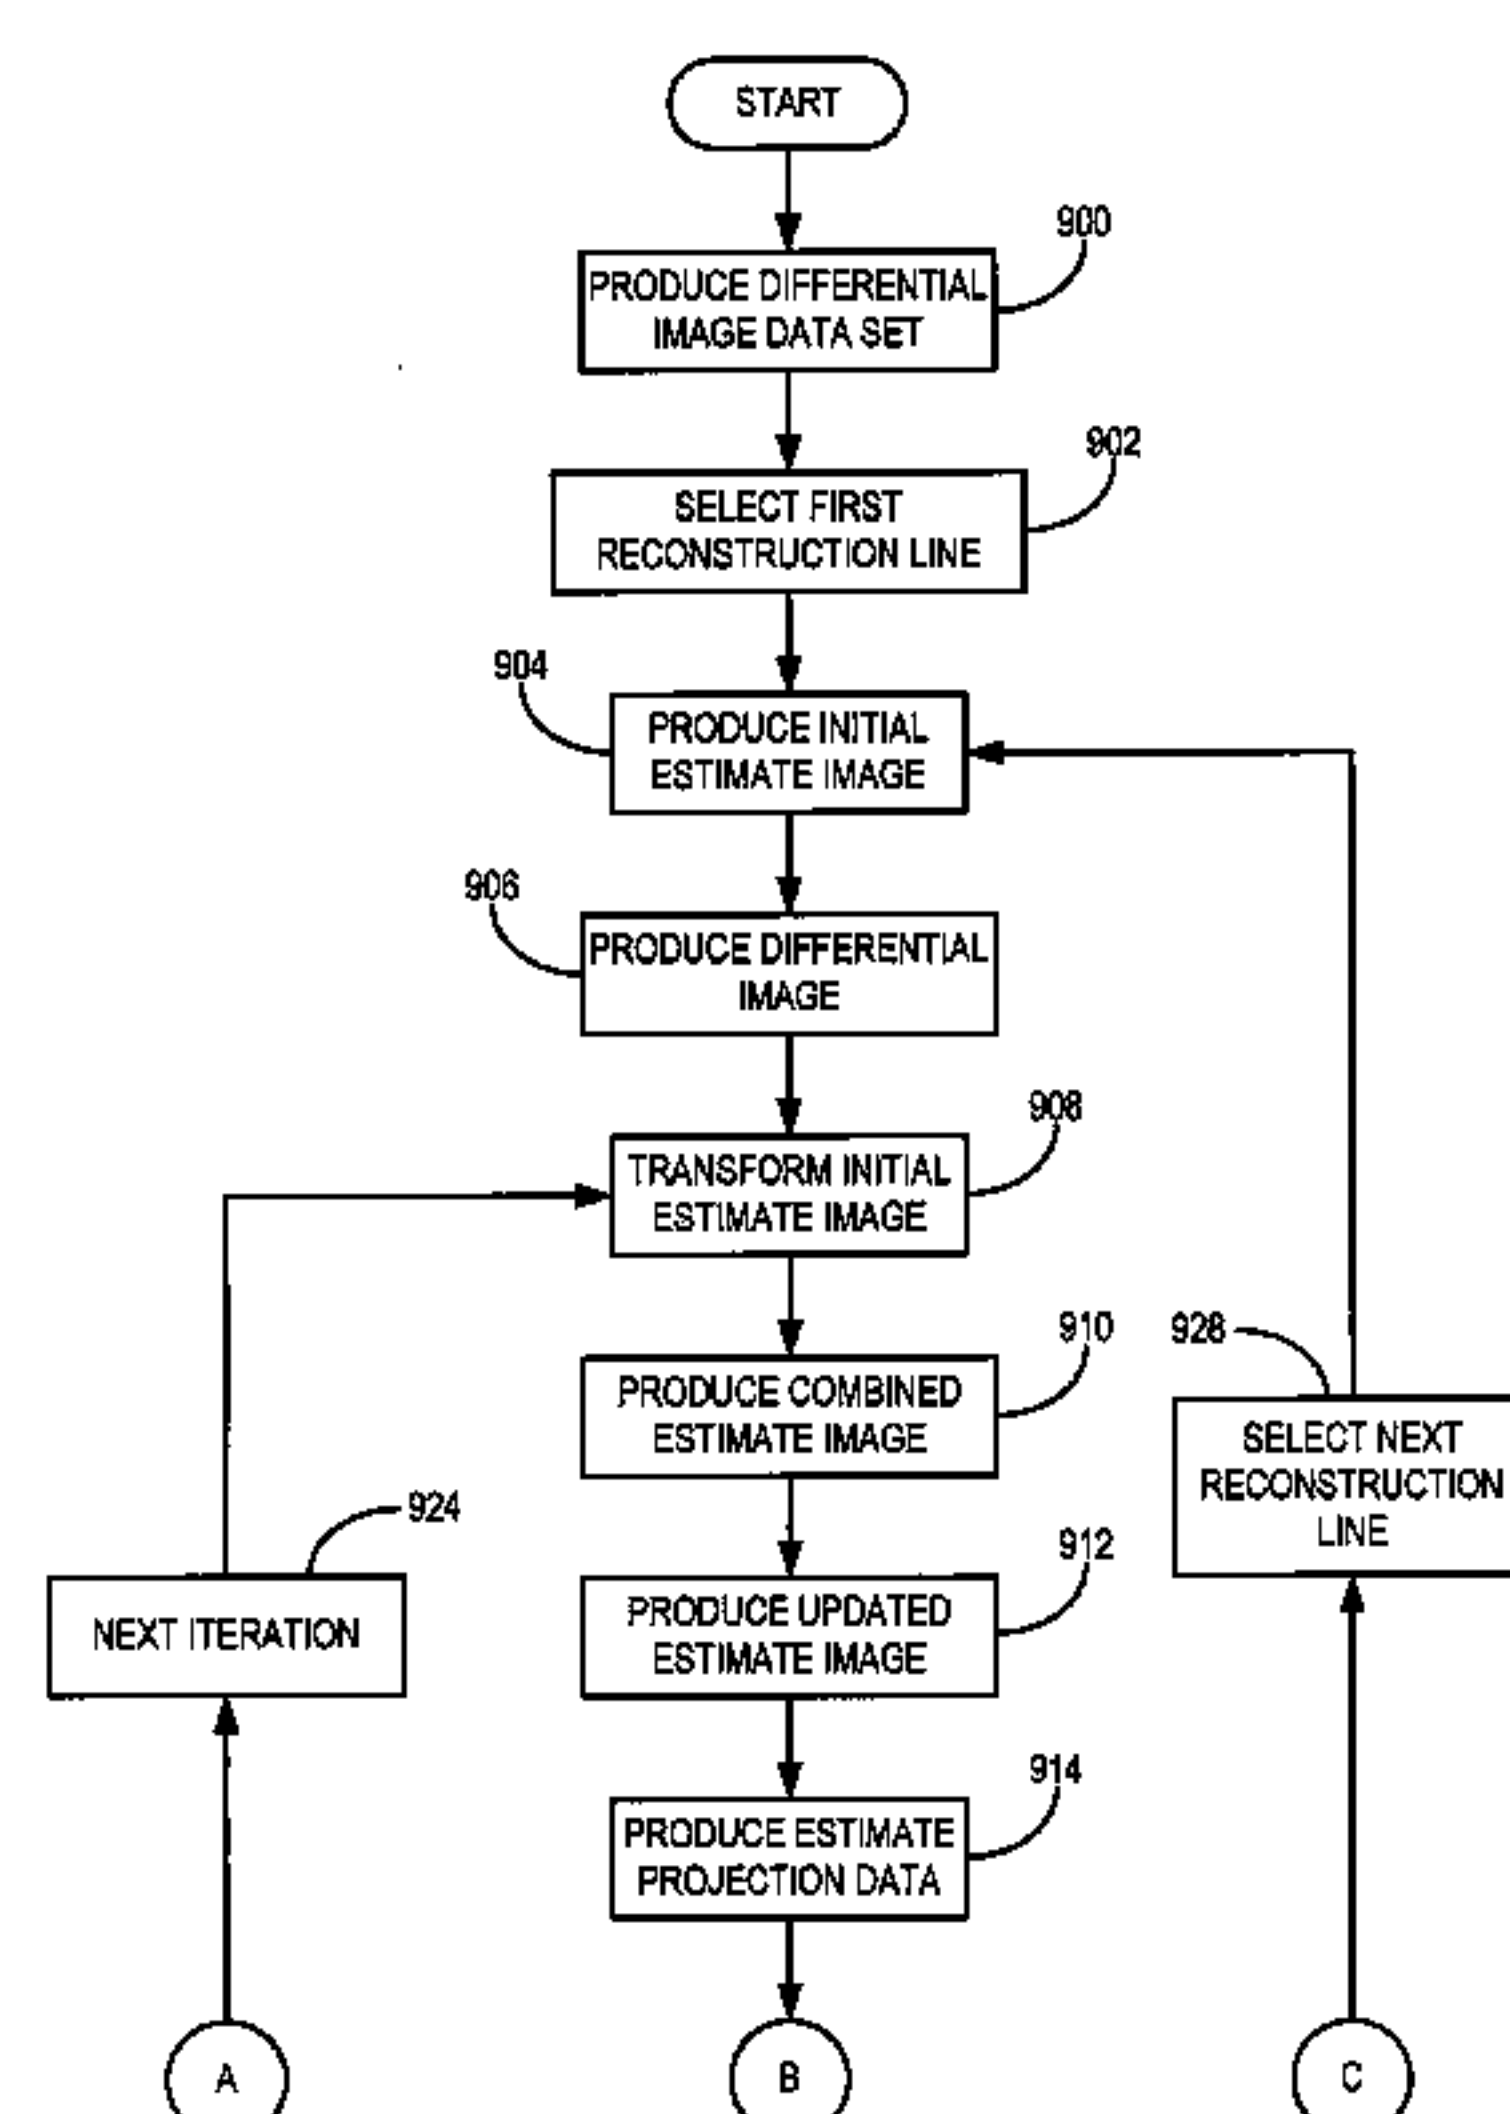 START
900
PRODUCE DIFFERENTIAL
IMAGE DATA SET
902
SELECT FIRST
RECONSTRUCTION LINE
904
PRODUCE INITIAL
ESTIMATE IMAGE
906
PRODUCE DIFFERENTIAL
IMAGE
908
TRANSFORM INITIAL
ESTIMATE IMAGE
910
PRODUCE COMBINED
ESTIMATE IMAGE
928
SELECT NEXT
RECONSTRUCTION
LINE
924
NEXT ITERATION
912
PRODUCE UPDATED
ESTIMATE IMAGE
914
PRODUCE ESTIMATE
PROJECTION DATA
A
B
C